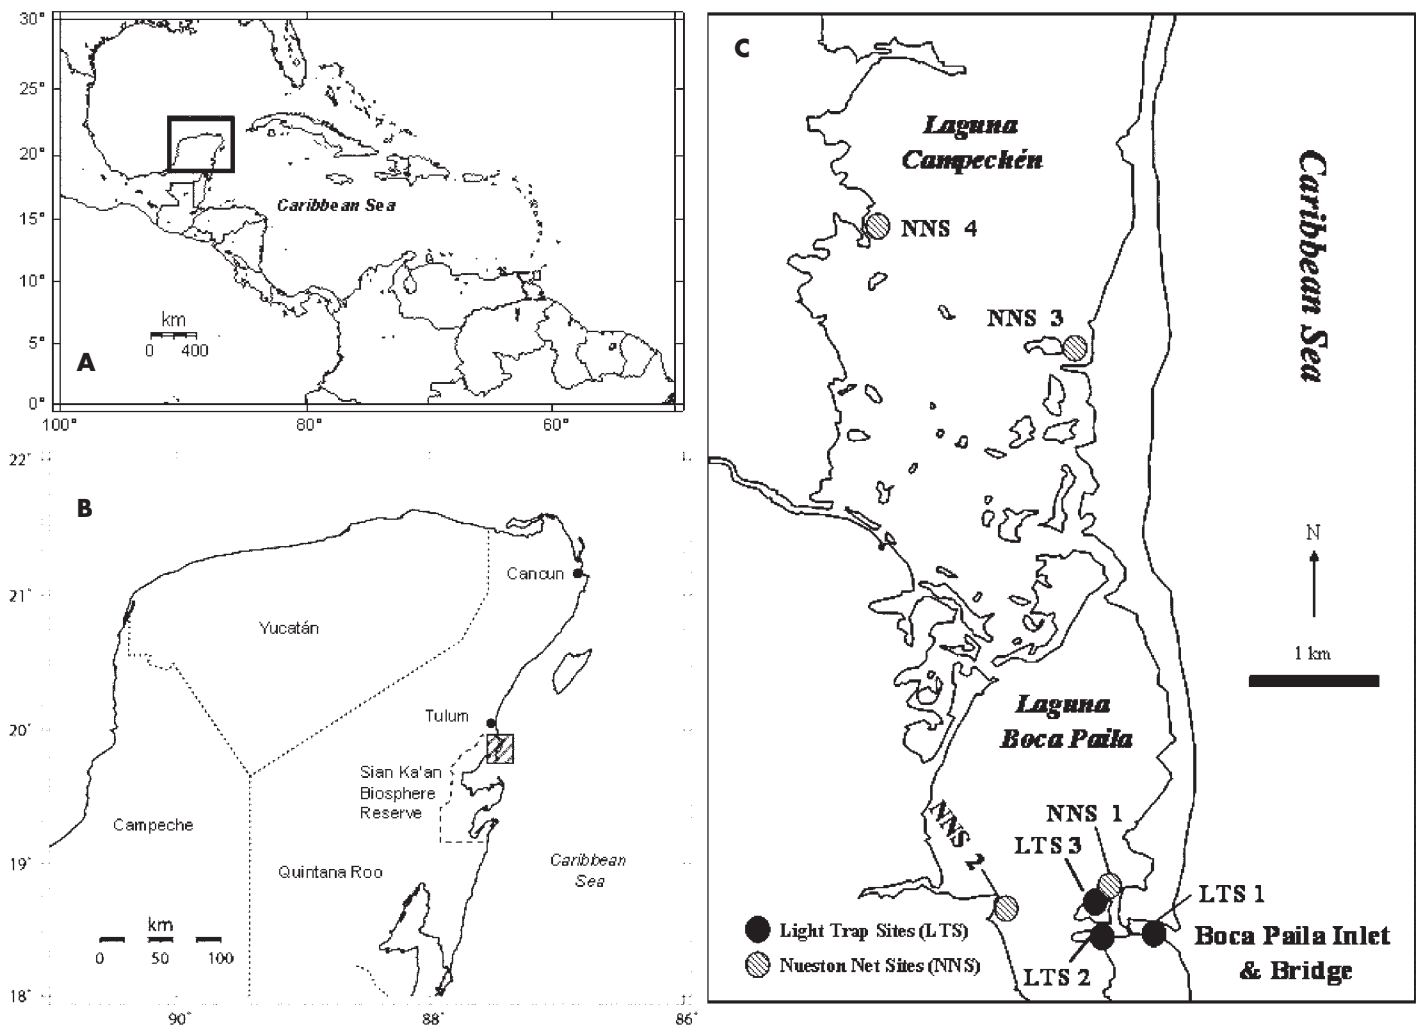 30°
25°
20°
15°
10°
5°
0°
100°
80°
60°
Caribbean Sea
km
0 400
A
22°
21°
20°
19°
18°
90°
88°
86°
B
Cancun
Yucatán
Tulum
Sian Ka'an
Biosphere
Reserve
Campeche
Quintana Roo
Caribbean
Sea
km
0 50 100
C
Laguna
Campechén
Caribbean Sea
NNS 4
NNS 3
N
1 km
Laguna
Boca Paila
NNS 2
NNS 1
LTS 3
LTS 1
LTS 2
Boca Paila Inlet
& Bridge
Light Trap Sites (LTS)
Nueston Net Sites (NNS)